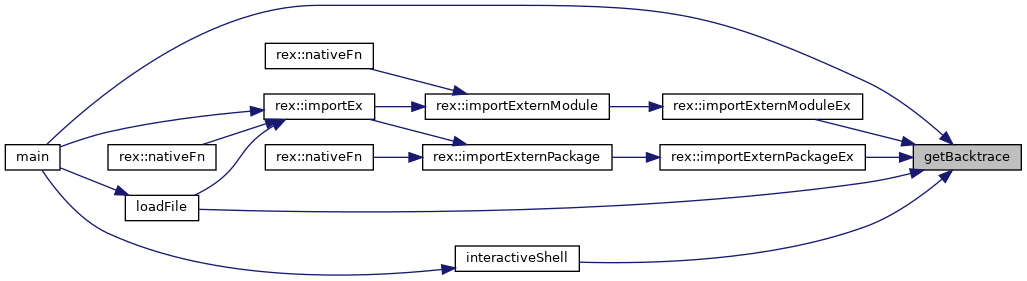 rex::nativeFn
rex::importEx
rex::importExternModule
rex::importExternModuleEx
main
rex::nativeFn
rex::nativeFn
rex::importExternPackage
rex::importExternPackageEx
getBacktrace
loadFile
interactiveShell